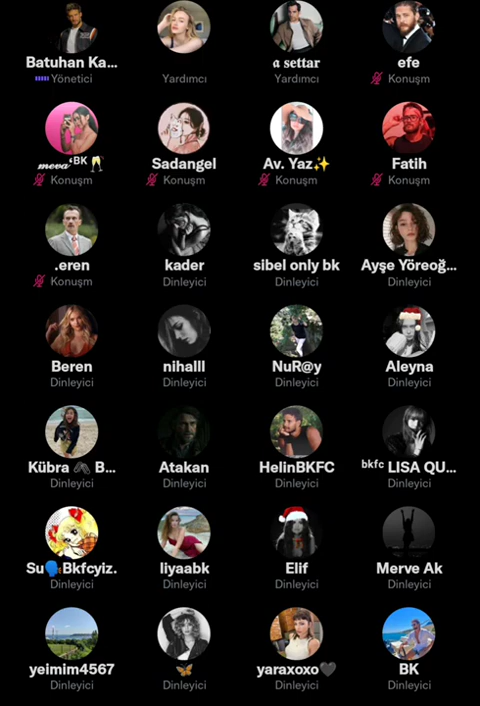 Batuhan Ka...
Yönetici
Yardımcı
a settar
Yardımcı
efe
Konuşm
meva‘ᴮᴷ 🥂
Konuşm
Sadangel
Konuşm
Av. Yaz✨
Konuşm
Fatih
Konuşm
.eren
Konuşm
kader
Dinleyici
sibel only bk
Dinleyici
Ayşe Yöreoğ...
Dinleyici
Beren
Dinleyici
nihalll
Dinleyici
NuR@y
Dinleyici
Aleyna
Dinleyici
Kübra 🎮 B...
Dinleyici
Atakan
Dinleyici
HelinBKFC
Dinleyici
ᵇᵏᶠᶜ LISA QU...
Dinleyici
Su🗣️Bkfcyiz.
Dinleyici
liyaabk
Dinleyici
Elif
Dinleyici
Merve Ak
Dinleyici
yeimim4567
Dinleyici
🦋
Dinleyici
yaraxoxo🖤
Dinleyici
BK
Dinleyici